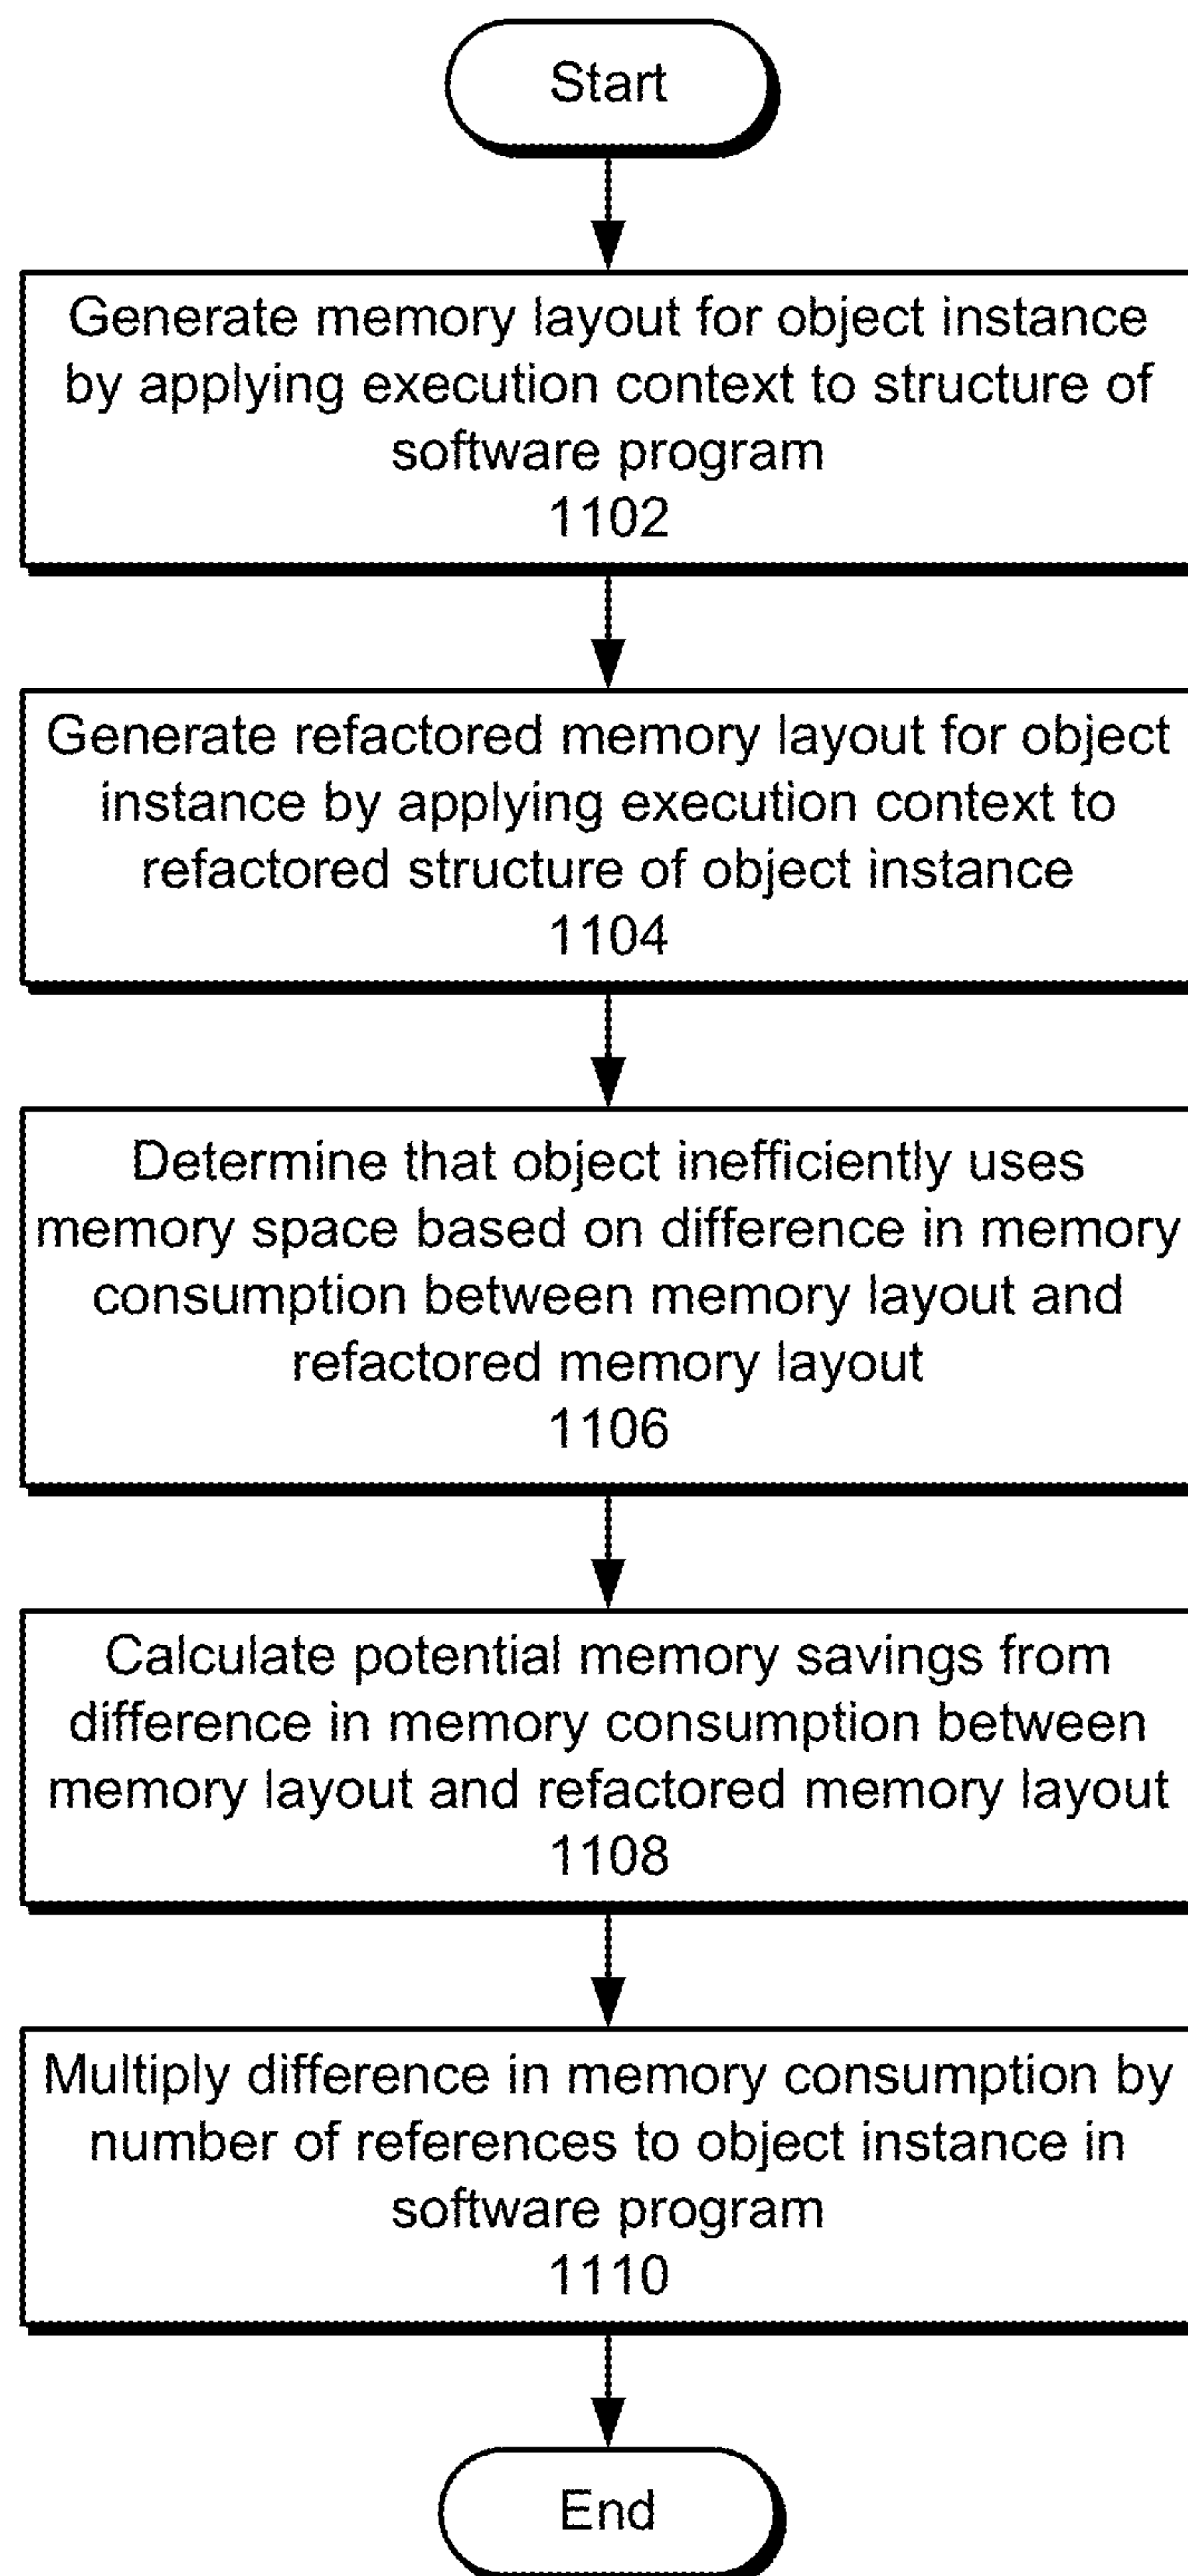 Start
Generate memory layout for object instance
by applying execution context to structure of
software program
1102
Generate refactored memory layout for object
instance by applying execution context to
refactored structure of object instance
1104
Determine that object inefficiently uses
memory space based on difference in memory
consumption between memory layout and
refactored memory layout
1106
Calculate potential memory savings from
difference in memory consumption between
memory layout and refactored memory layout
1108
Multiply difference in memory consumption by
number of references to object instance in
software program
1110
End